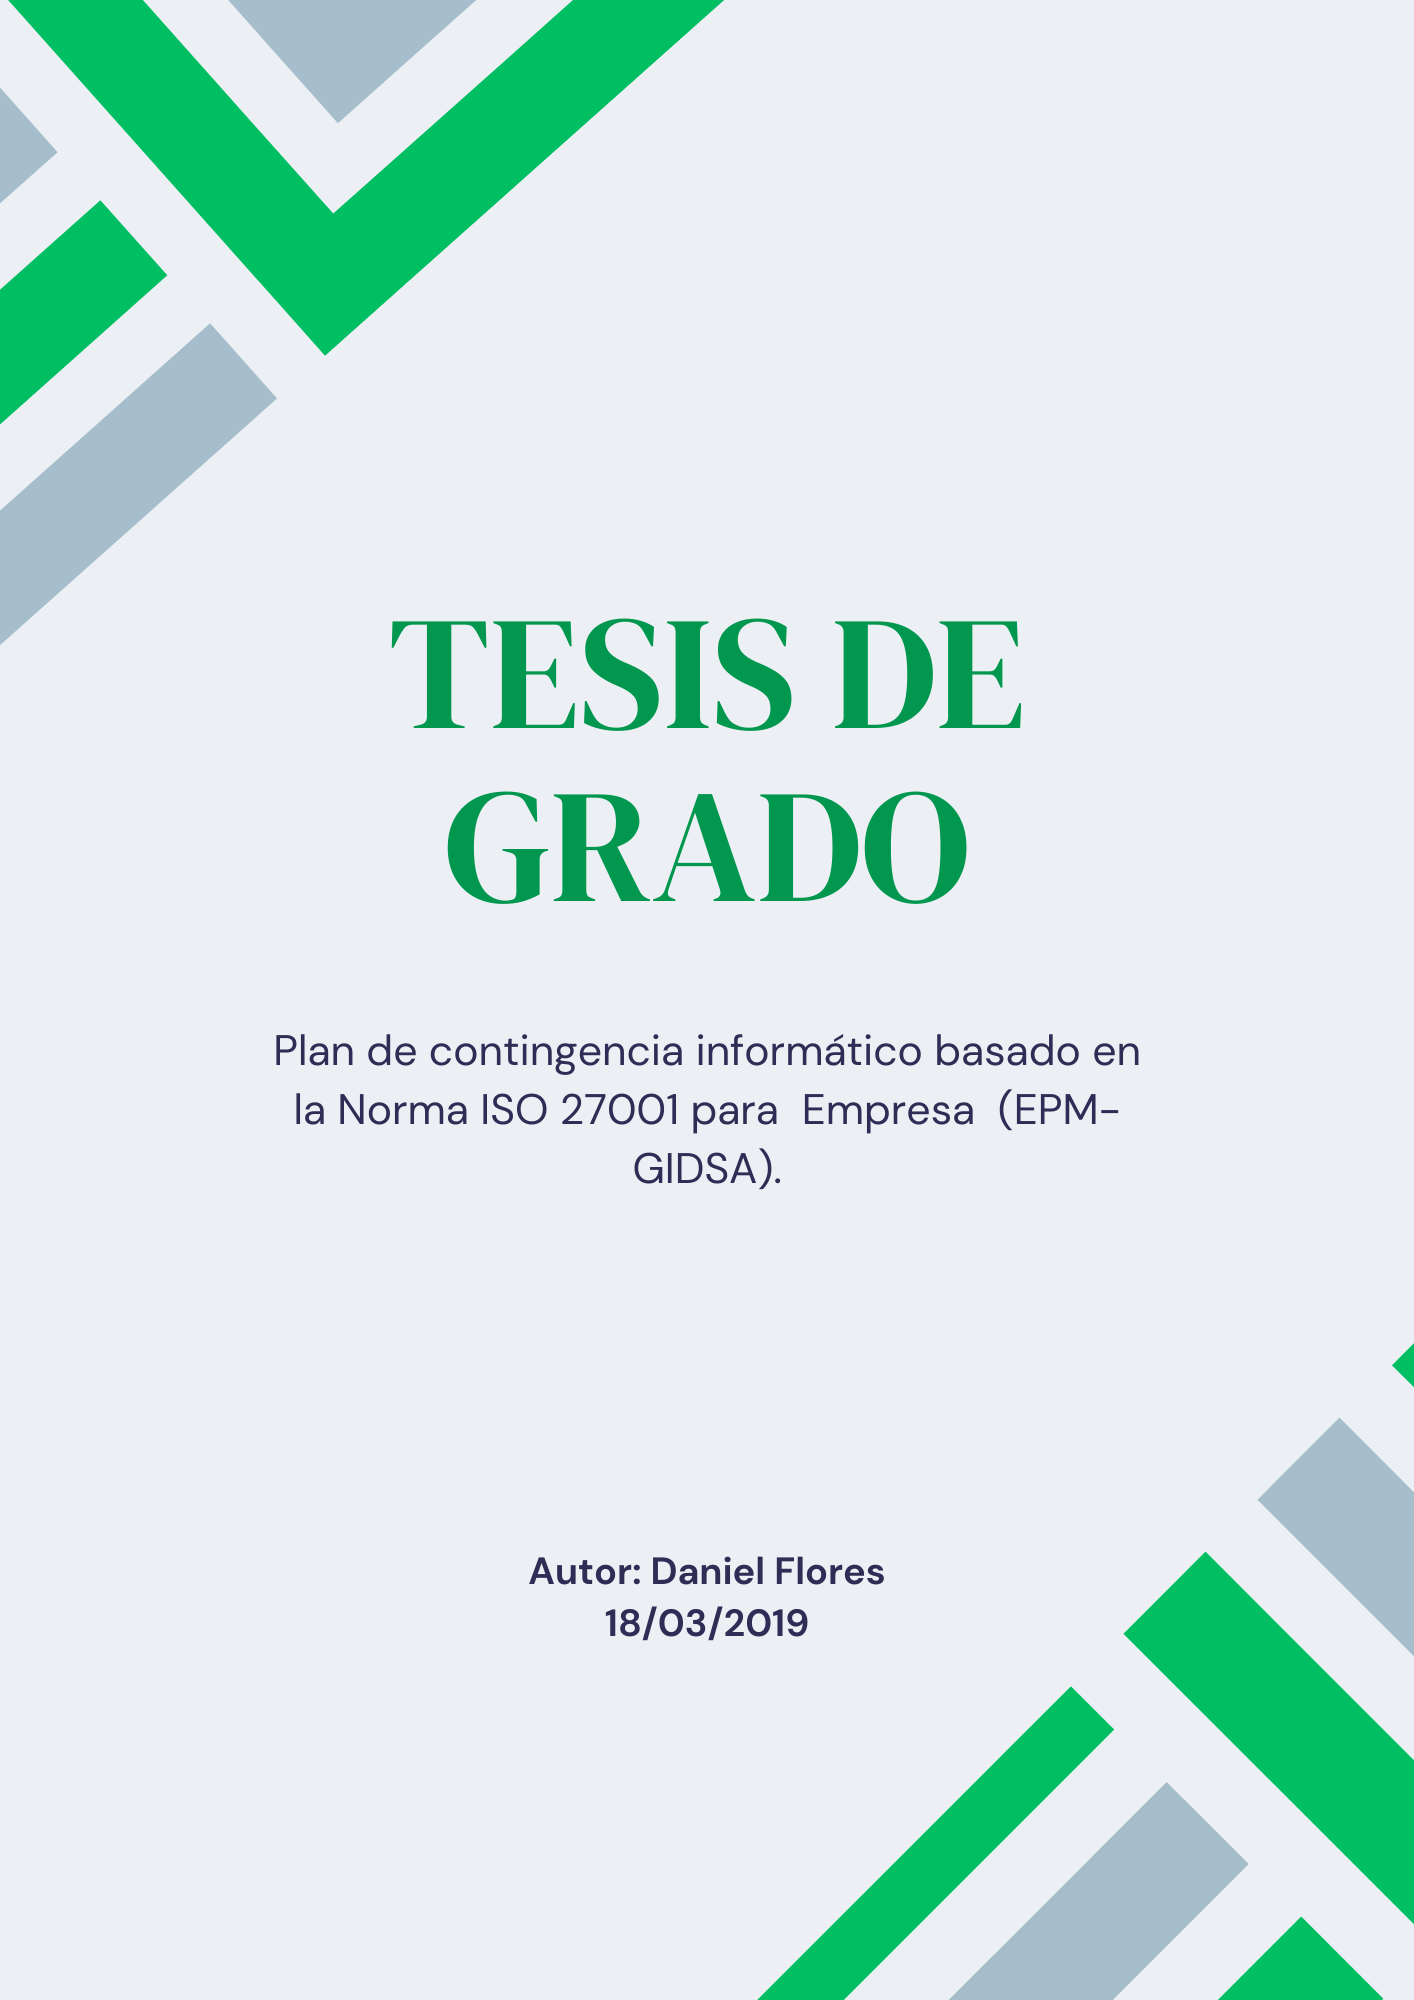 TESIS DE
GRADO
Plan de contingencia informático basado en
la Norma ISO 27001 para  Empresa  (EPM-
GIDSA).
Autor: Daniel Flores
18/03/2019